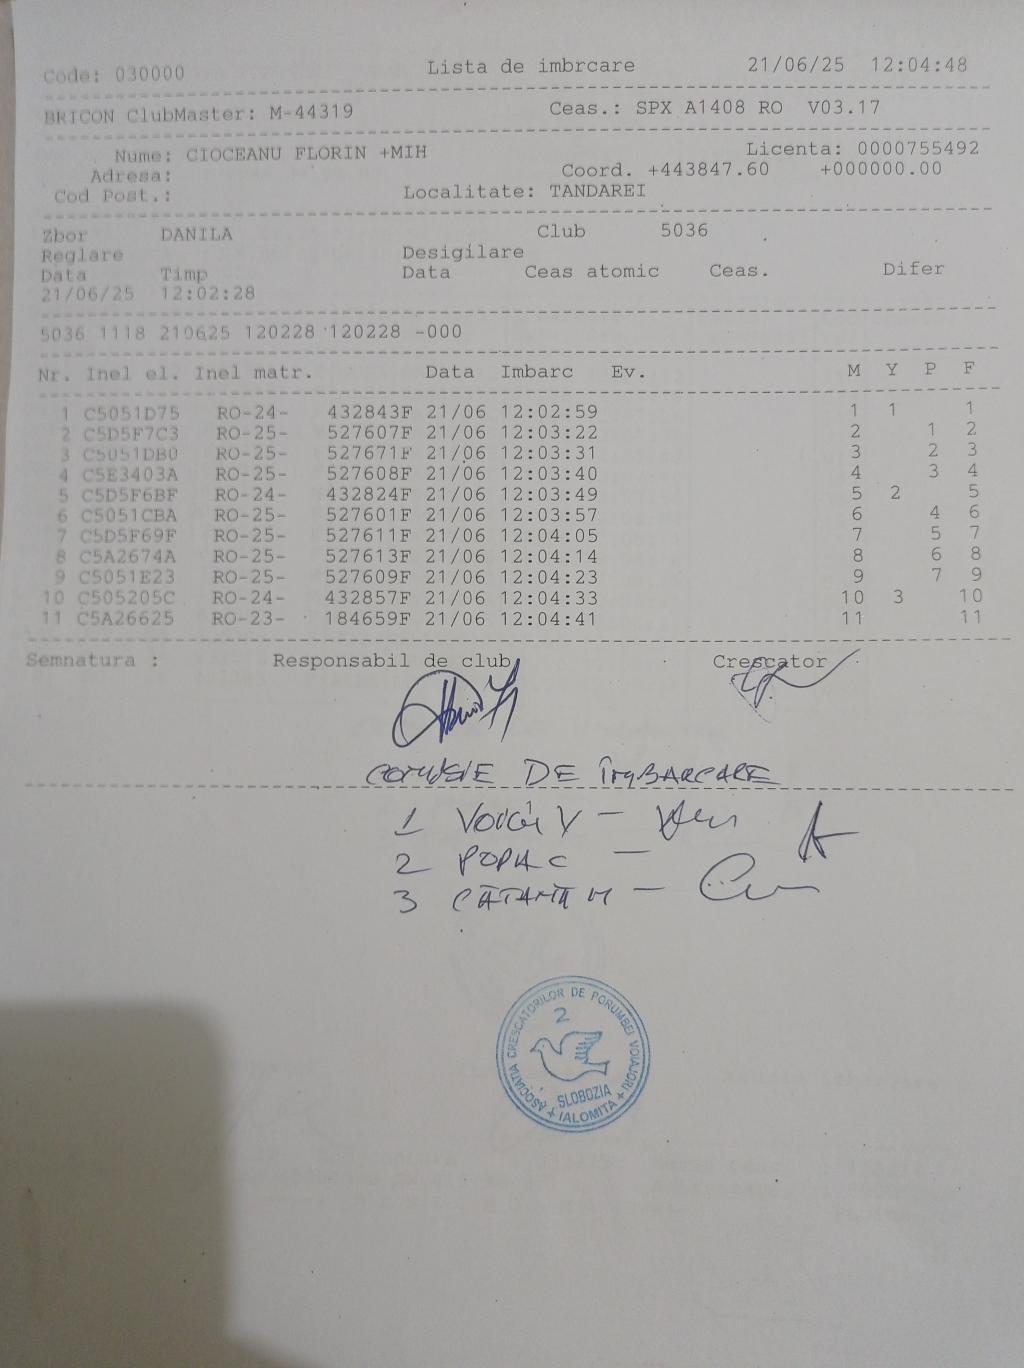 Code: 030000 Lista de imbrcare 21/06/25 12:04:48
BRICON ClubMaster: M-44319 Ceas.: SPX A1408 RO V03.17
Nume: CIOCEANU FLORIN +MIH Licenta: 0000755492
Adresa: Coord. +443847.60 +000000.00
Cod Post.: Localitate: TANDAREI
Zbor DANILA Club 5036
Reglare Desigilare
Data Timp Data Ceas atomic Ceas. Difer
21/06/25 12:02:28
5036 1118 210625 120228 120228 -000
Nr. Inel el. Inel matr. Data Imbarc Ev. M Y P F
1 C5051D75 RO-24- 432843F 21/06 12:02:59 1 1 1
2 C5D5F7C3 RO-25- 527607F 21/06 12:03:22 2 1 2
3 C5051DB0 RO-25- 527671F 21/06 12:03:31 3 2 3
4 C5E3403A RO-25- 527608F 21/06 12:03:40 4 3 4
5 C5D5F6BF RO-24- 432824F 21/06 12:03:49 5 2 5
6 C5051CBA RO-25- 527601F 21/06 12:03:57 6 4 6
7 C5D5F69F RO-25- 527611F 21/06 12:04:05 7 5 7
8 C5A2674A RO-25- 527613F 21/06 12:04:14 8 6 8
9 C5051E23 RO-25- 527609F 21/06 12:04:23 9 7 9
10 C505205C RO-24- 432857F 21/06 12:04:33 10 3 10
11 C5A26625 RO-23- 184659F 21/06 12:04:41 11 11
Semnatura : Responsabil de club Crescator
COMISIE DE ÎMBARCARE
1
2 POPA C —
3 CĂTANĂ M —
ASOCIATIA CRESCATORILOR DE PORUMBEI VOIAJORI
2
SLOBOZIA
+ IALOMITA +